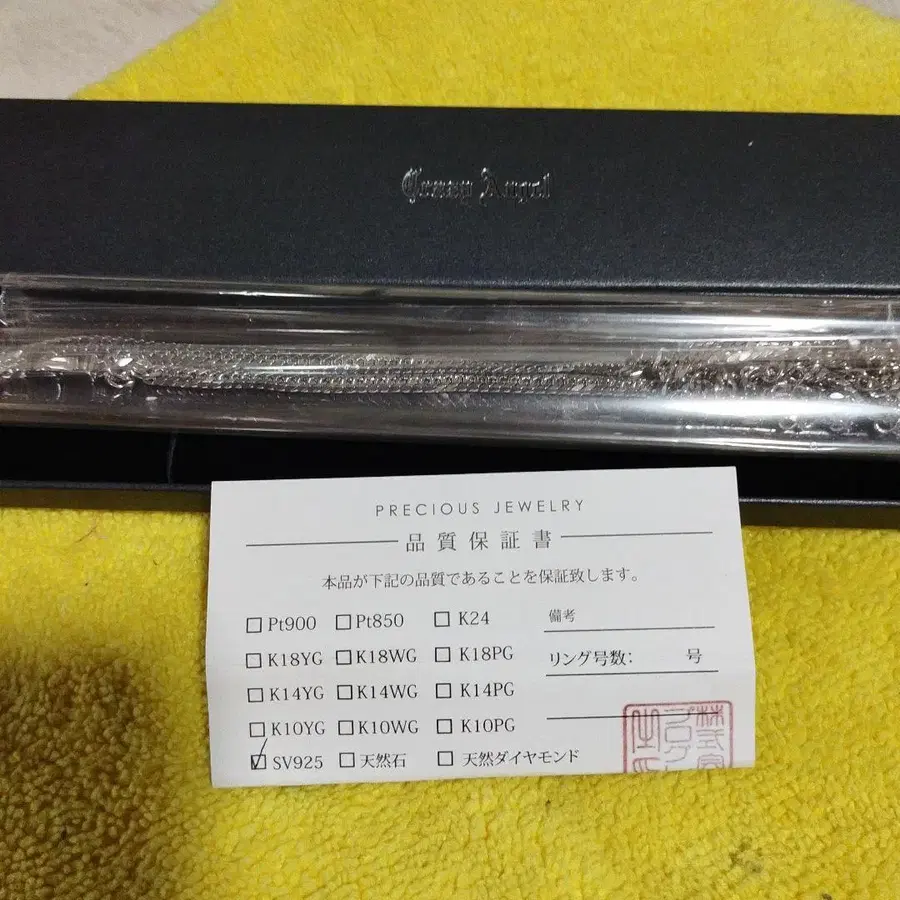 Crazy Angel
PRECIOUS JEWELRY
品質保証書
本品が下記の品質であることを保証致します。
☐ Pt900 ☐ Pt850 ☐ K24
備考
☐ K18YG ☐ K18WG ☐ K18PG
リング号数: 号
☐ K14YG ☐ K14WG ☐ K14PG
☐ K10YG ☐ K10WG ☐ K10PG
☑ SV925 ☐ 天然石 ☐ 天然ダイヤモンド
株式